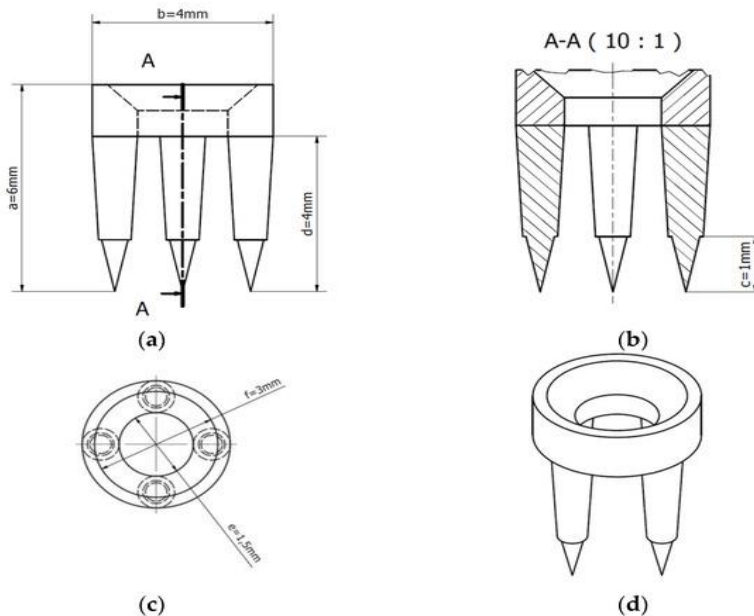 b=4mm
A
a=6mm
d=4mm
A
(a)
A-A ( 10 : 1 )
c=1mm
(b)
f=3mm
e=1,5mm
(c)
(d)